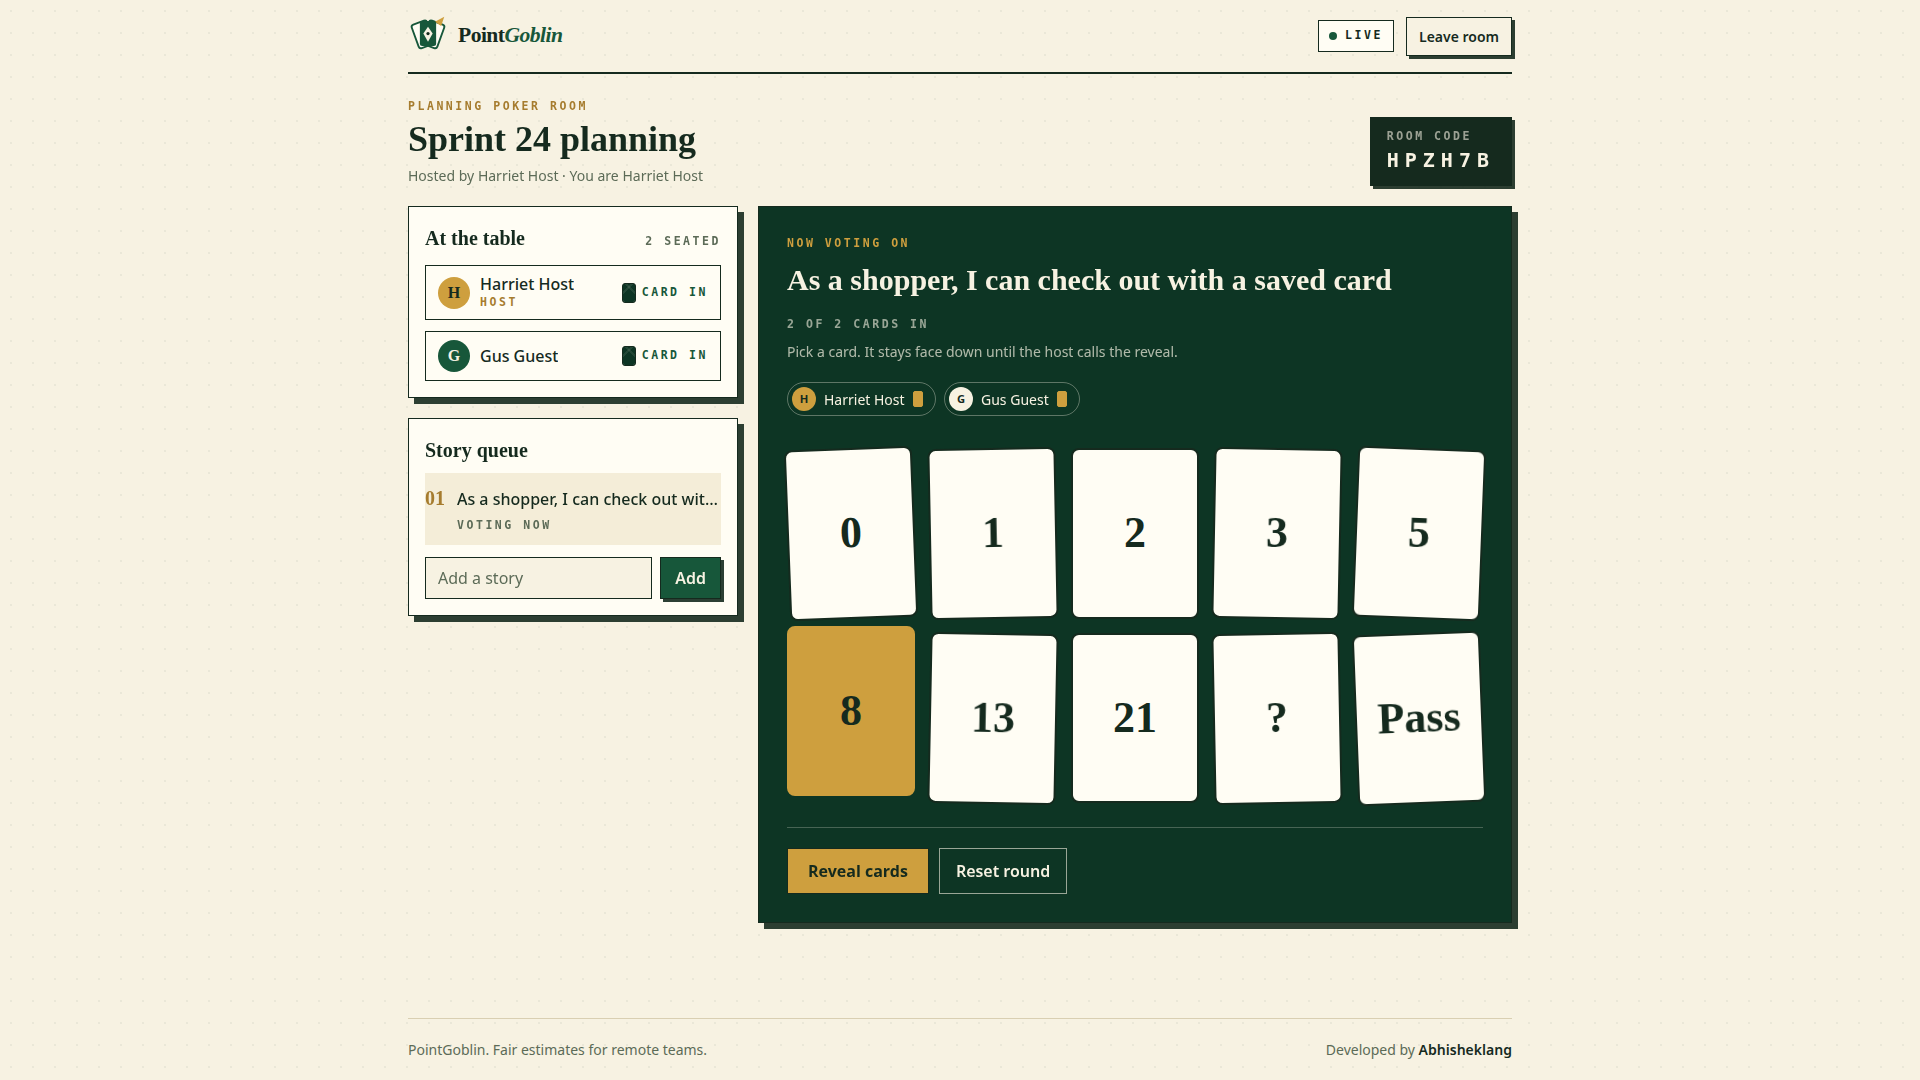 PointGoblin
LIVE
Leave room
PLANNING POKER ROOM
Sprint 24 planning
Hosted by Harriet Host · You are Harriet Host
ROOM CODE
HPZH7B
At the table
2 SEATED
H
Harriet Host
HOST
CARD IN
G
Gus Guest
CARD IN
Story queue
01 As a shopper, I can check out wit...
VOTING NOW
Add a story
Add
NOW VOTING ON
As a shopper, I can check out with a saved card
2 OF 2 CARDS IN
Pick a card. It stays face down until the host calls the reveal.
H Harriet Host
G Gus Guest
0 1 2 3 5
8 13 21 ? Pass
Reveal cards
Reset round
PointGoblin. Fair estimates for remote teams.
Developed by Abhisheklang